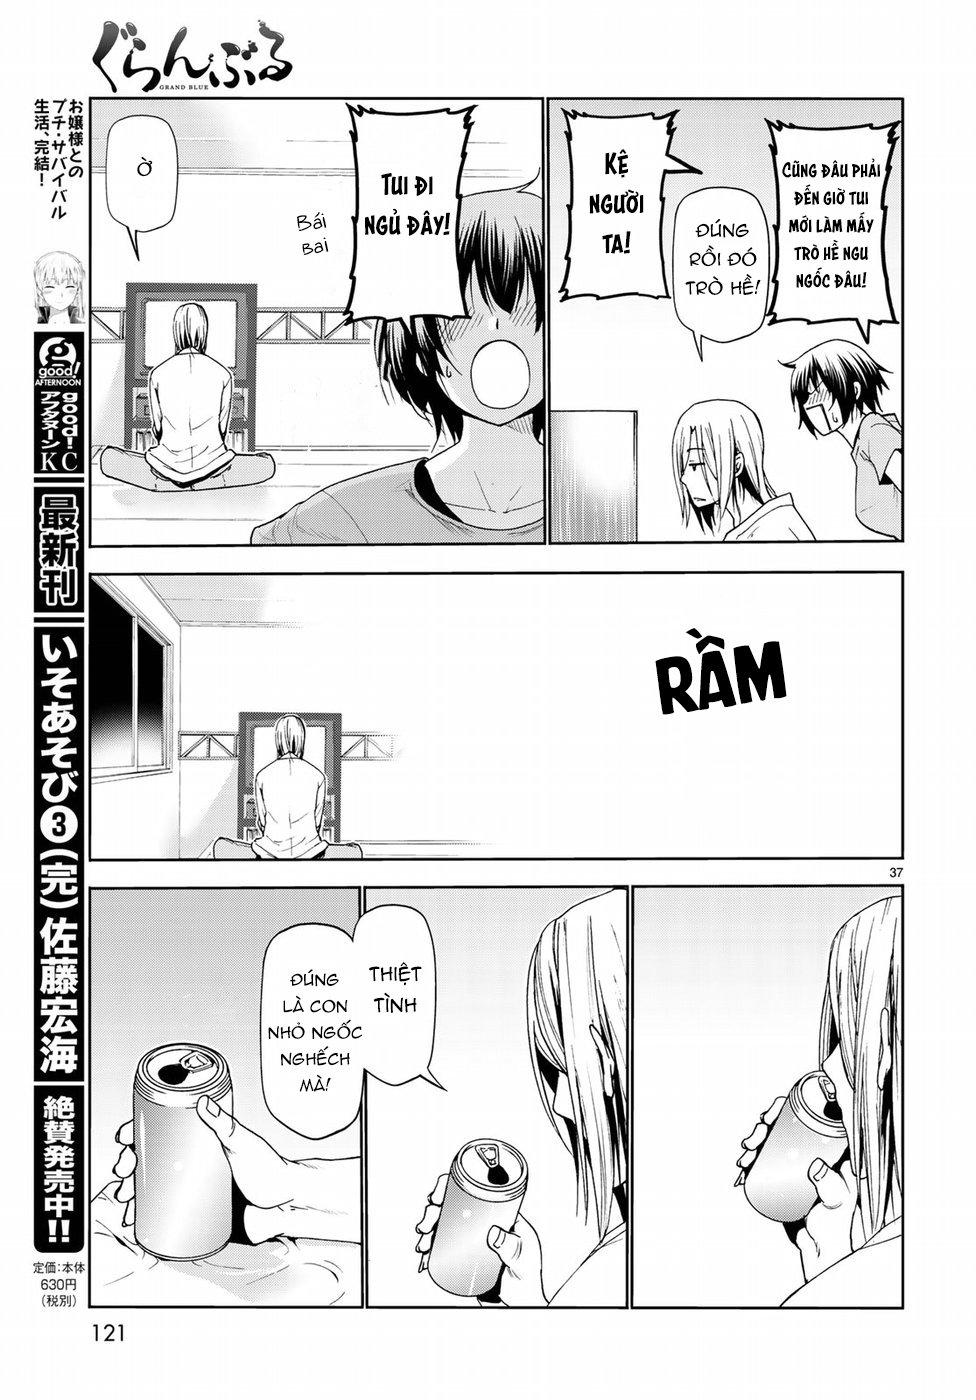 ぐらんぶる
GRAND BLUE
CŨNG ĐÂU PHẢI
ĐẾN GIỜ TUI
MỚI LÀM MẤY
TRÒ HỀ NGU
NGỐC ĐÂU!
ĐÚNG
RỒI ĐÓ
TRÒ HỀ!
KỆ
NGƯỜI
TA!
TUI ĐI
NGỦ ĐÂY!
BÁI
BAI
Ờ
RẦM
37
THIỆT
TÌNH
ĐÚNG
LÀ CON
NHỎ NGỐC
NGHẾCH
MÀ!
お嬢様との
プチ・サバイバル
生活、完結！
good!
AFTERNOON
good!
アフタヌーン
KC
最新刊
いそあそび❸(完)佐藤宏海
絶賛発売中!!
定価:本体
630円
(税別)
121